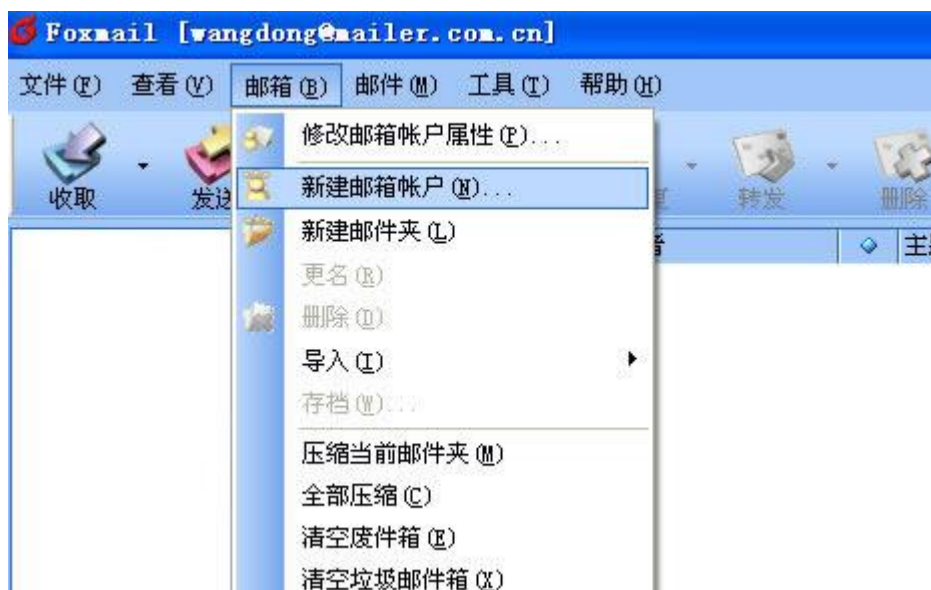 Foxmail [wangdong@mailer.com.cn]
文件(F) 查看(V) 邮箱(B) 邮件(M) 工具(T) 帮助(H)
收取 发送 转发 删除
修改邮箱帐户属性(P)...
新建邮箱帐户(N)...
新建邮件夹(L)
更名(R)
删除(D)
导入(I)
存档(W)...
压缩当前邮件夹(M)
全部压缩(C)
清空废件箱(E)
清空垃圾邮件箱(X)